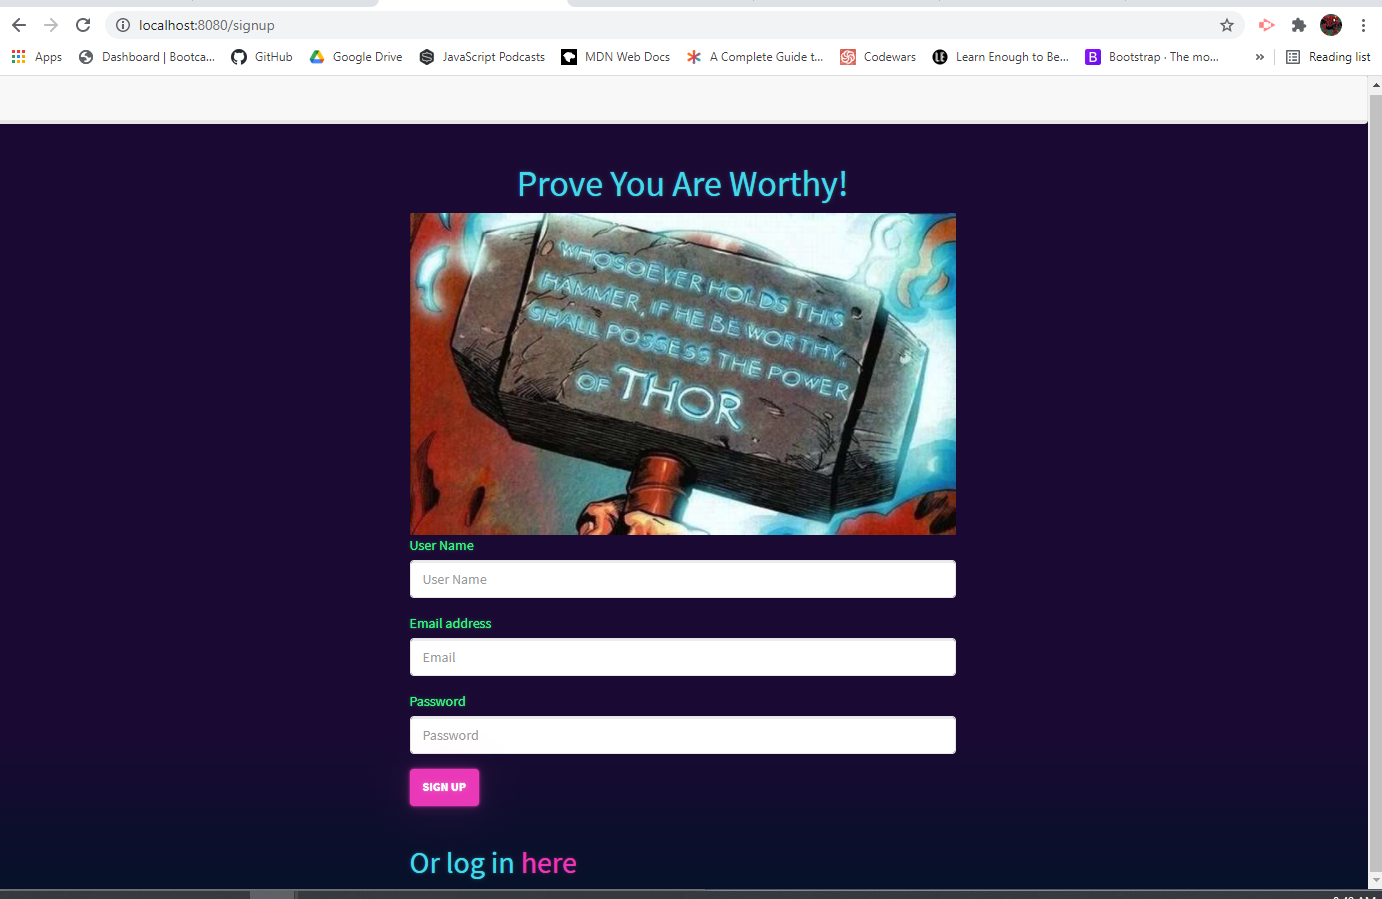 localhost:8080/signup
Apps Dashboard | Bootca... GitHub Google Drive JavaScript Podcasts MDN Web Docs A Complete Guide t... Codewars Learn Enough to Be... B Bootstrap · The mo... » Reading list
Prove You Are Worthy!
WHOSOEVER HOLDS THIS
HAMMER, IF HE BE WORTHY,
SHALL POSSESS THE POWER
OF THOR
User Name
User Name
Email address
Email
Password
Password
SIGN UP
Or log in here